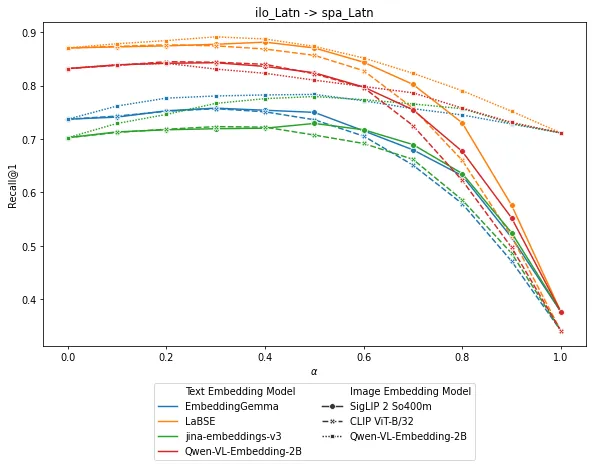 ilo_Latn -> spa_Latn
Recall@1
0.9
0.8
0.7
0.6
0.5
0.4
0.0
0.2
0.4
0.6
0.8
1.0
α
Text Embedding Model
EmbeddingGemma
LaBSE
jina-embeddings-v3
Qwen-VL-Embedding-2B
Image Embedding Model
SigLIP 2 So400m
CLIP ViT-B/32
Qwen-VL-Embedding-2B